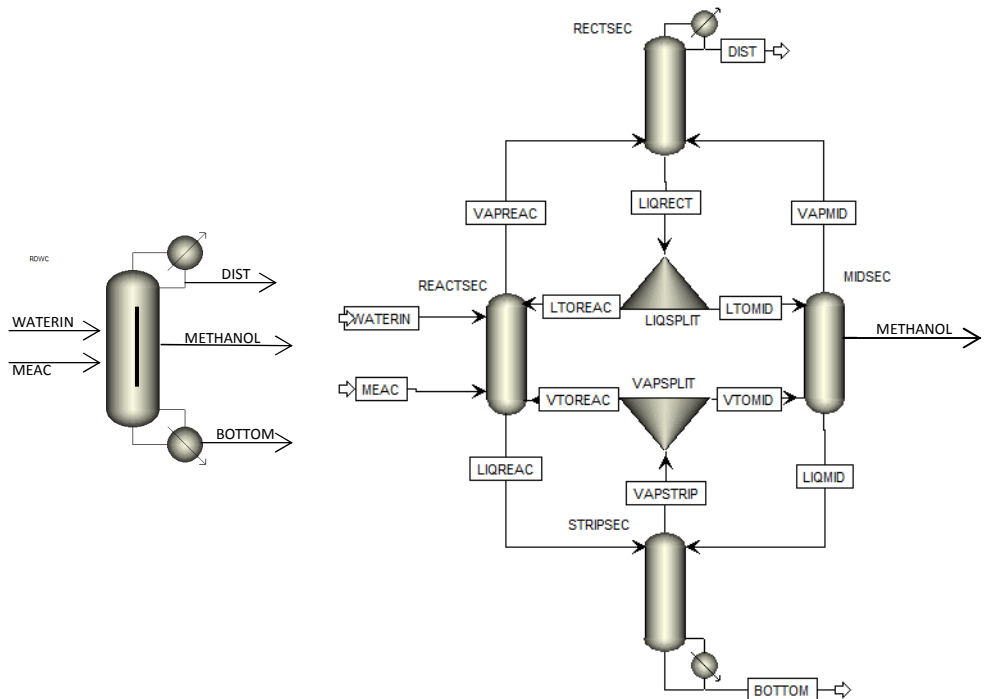 RDWC
DIST
WATERIN
METHANOL
MEAC
BOTTOM
RECTSEC
DIST
VAPREAC
LIQRECT
VAPMID
REACTSEC
MIDSEC
WATERIN
LTOREAC
LTOMID
LIQSPLIT
METHANOL
VAPSPLIT
MEAC
VTOREAC
VTOMID
LIQREAC
VAPSTRIP
LIQMID
STRIPSEC
BOTTOM